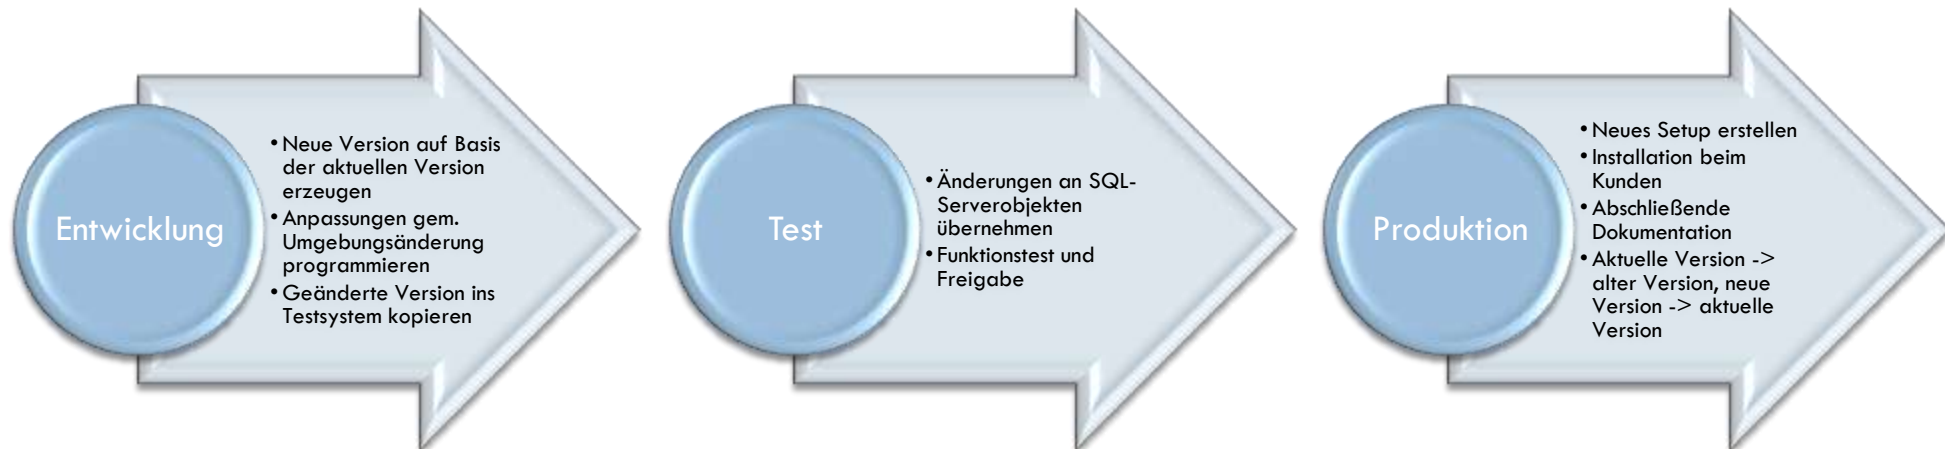 Entwicklung
• Neue Version auf Basis
der aktuellen Version
erzeugen
• Anpassungen gem.
Umgebungsänderung
programmieren
• Geänderte Version ins
Testsystem kopieren
Test
• Änderungen an SQL-
Serverobjekten
übernehmen
• Funktionstest und
Freigabe
Produktion
• Neues Setup erstellen
• Installation beim
Kunden
• Abschließende
Dokumentation
• Aktuelle Version ->
alter Version, neue
Version -> aktuelle
Version